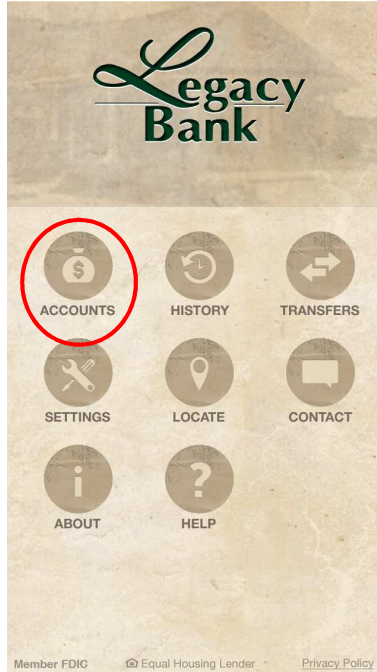 Legacy
Bank
ACCOUNTS HISTORY TRANSFERS
SETTINGS LOCATE CONTACT
ABOUT HELP
Member FDIC Equal Housing Lender Privacy Policy